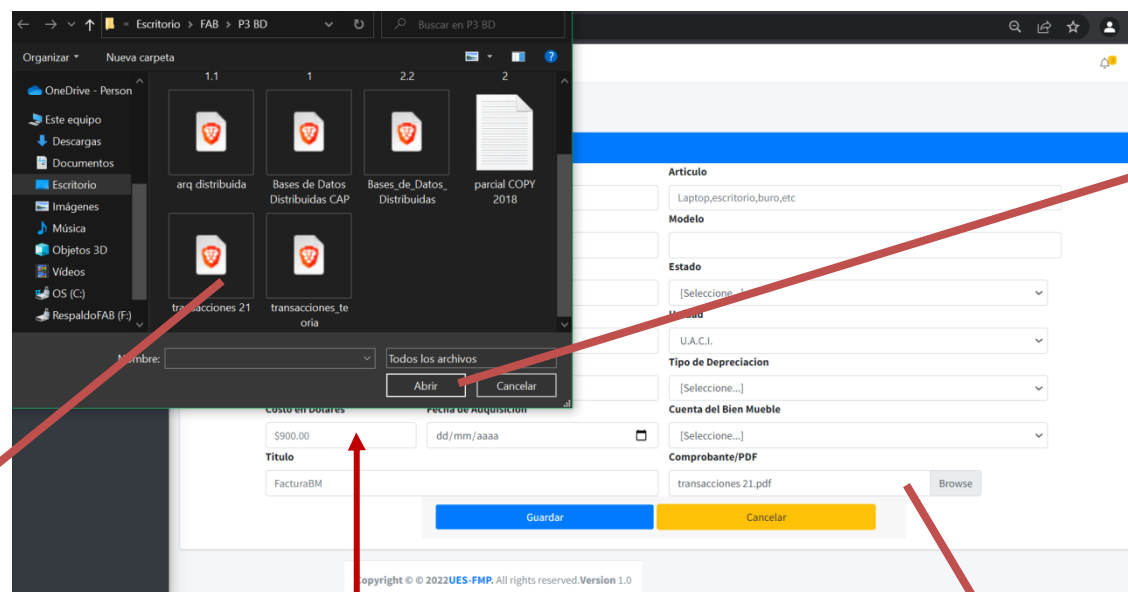 Escritorio > FAB > P3 BD
Buscar en P3 BD
Organizar
Nueva carpeta
OneDrive - Person
Este equipo
Descargas
Documentos
Escritorio
Imágenes
Música
Objetos 3D
Vídeos
OS (C:)
RespaldoFAB (F:)
1.1
1
2.2
2
arq distribuida
Bases de Datos
Distribuidas CAP
Bases_de_Datos_
Distribuidas
parcial COPY
2018
transacciones 21
transacciones_te
oria
Nombre:
Todos los archivos
Abrir
Cancelar
Articulo
Laptop,escritorio,buro,etc
Modelo
Estado
[Seleccione...]
U.A.C.I.
Tipo de Depreciacion
[Seleccione...]
Costo en Dolares
Fecha de Adquisicion
Cuenta del Bien Mueble
$900.00
dd/mm/aaaa
[Seleccione...]
Titulo
Comprobante/PDF
FacturaBM
transacciones 21.pdf
Browse
Guardar
Cancelar
Copyright © © 2022UES-FMP. All rights reserved.Version 1.0